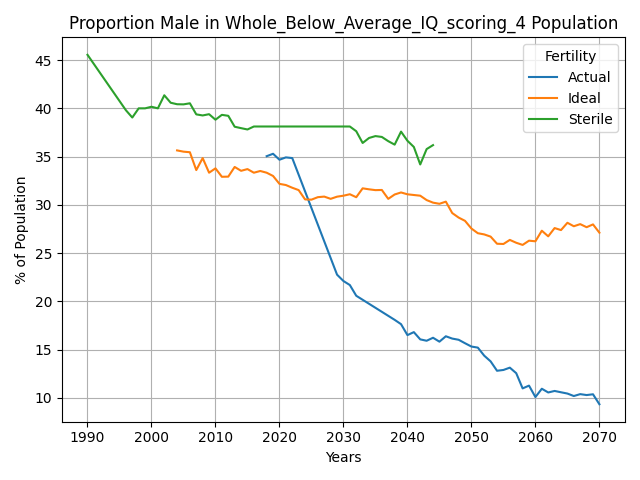 Proportion Male in Whole_Below_Average_IQ_scoring_4 Population
Fertility
Actual
Ideal
Sterile
% of Population
45
40
35
30
25
20
15
10
1990
2000
2010
2020
2030
2040
2050
2060
2070
Years